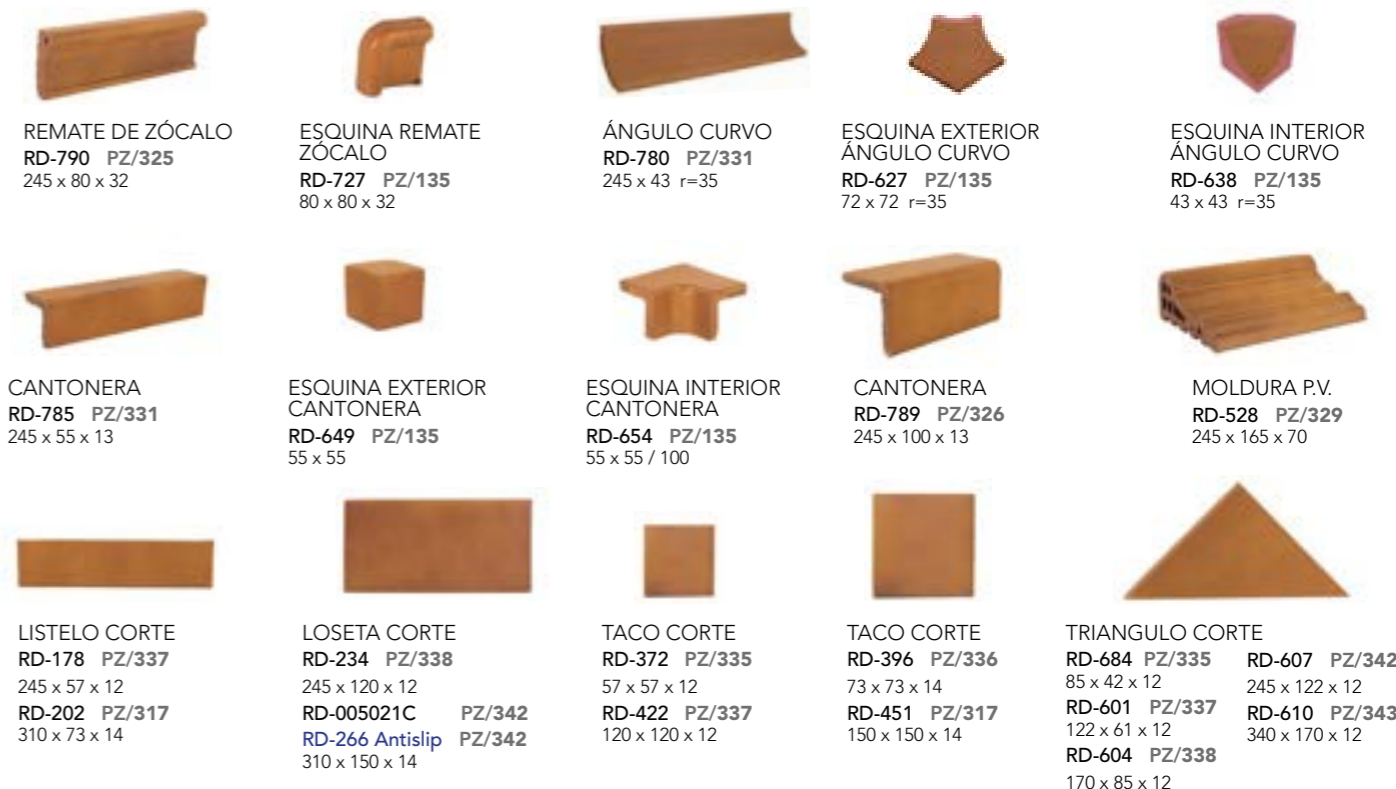 REMATE DE ZÓCALO
RD-790 PZ/325
245 x 80 x 32
ESQUINA REMATE
ZÓCALO
RD-727 PZ/135
80 x 80 x 32
ÁNGULO CURVO
RD-780 PZ/331
245 x 43 r=35
ESQUINA EXTERIOR
ÁNGULO CURVO
RD-627 PZ/135
72 x 72 r=35
ESQUINA INTERIOR
ÁNGULO CURVO
RD-638 PZ/135
43 x 43 r=35
CANTONERA
RD-785 PZ/331
245 x 55 x 13
ESQUINA EXTERIOR
CANTONERA
RD-649 PZ/135
55 x 55
ESQUINA INTERIOR
CANTONERA
RD-654 PZ/135
55 x 55 / 100
CANTONERA
RD-789 PZ/326
245 x 100 x 13
MOLDURA P.V.
RD-528 PZ/329
245 x 165 x 70
LISTELO CORTE
RD-178 PZ/337
245 x 57 x 12
RD-202 PZ/317
310 x 73 x 14
LOSETA CORTE
RD-234 PZ/338
245 x 120 x 12
RD-005021C PZ/342
RD-266 Antislip PZ/342
310 x 150 x 14
TACO CORTE
RD-372 PZ/335
57 x 57 x 12
RD-422 PZ/337
120 x 120 x 12
TACO CORTE
RD-396 PZ/336
73 x 73 x 14
RD-451 PZ/317
150 x 150 x 14
TRIANGULO CORTE
RD-684 PZ/335
85 x 42 x 12
RD-601 PZ/337
122 x 61 x 12
RD-604 PZ/338
170 x 85 x 12
RD-607 PZ/342
245 x 122 x 12
RD-610 PZ/343
340 x 170 x 12